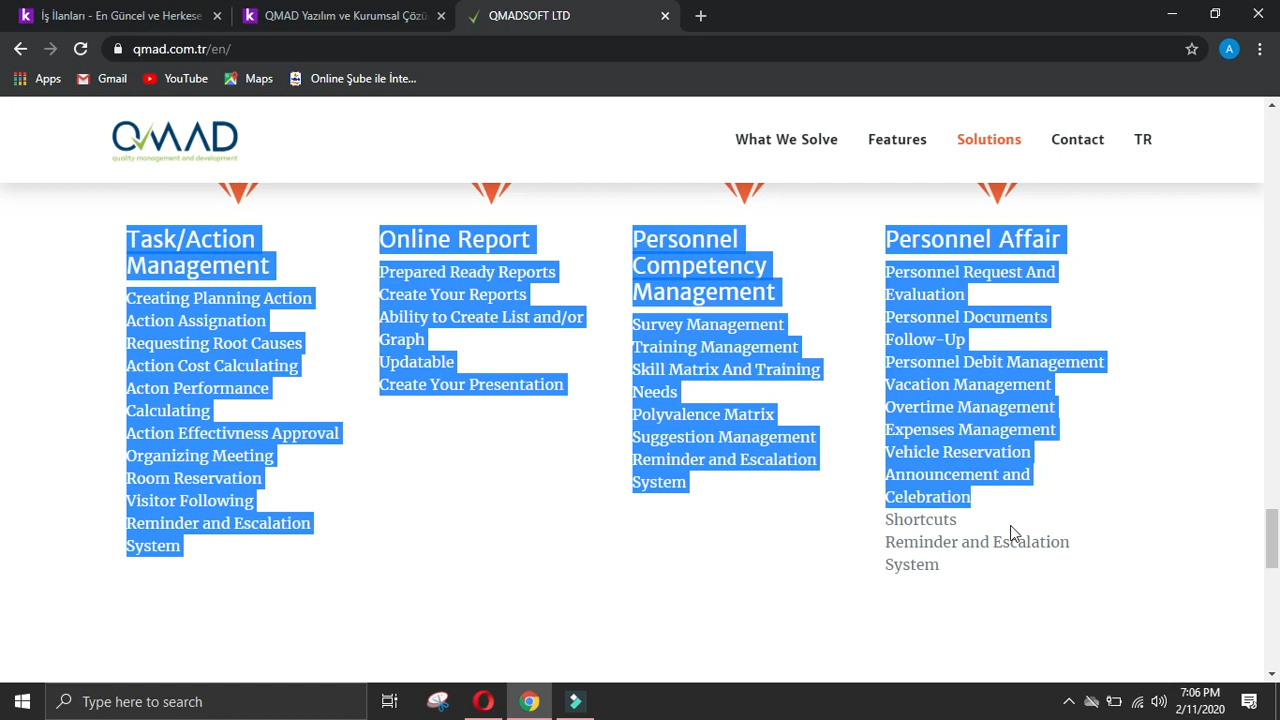 İş İlanları - En Güncel ve Herkese
QMAD Yazılım ve Kurumsal Çözü
QMADSOFT LTD
qmad.com.tr/en/
A
Apps
Gmail
YouTube
Maps
Online Şube ile İnte...
QMAD
quality management and development
What We Solve
Features
Solutions
Contact
TR
Task/Action
Management
Creating Planning Action
Action Assignation
Requesting Root Causes
Action Cost Calculating
Acton Performance
Calculating
Action Effectivness Approval
Organizing Meeting
Room Reservation
Visitor Following
Reminder and Escalation
System
Online Report
Prepared Ready Reports
Create Your Reports
Ability to Create List and/or
Graph
Updatable
Create Your Presentation
Personnel
Competency
Management
Survey Management
Training Management
Skill Matrix And Training
Needs
Polyvalence Matrix
Suggestion Management
Reminder and Escalation
System
Personnel Affair
Personnel Request And
Evaluation
Personnel Documents
Follow-Up
Personnel Debit Management
Vacation Management
Overtime Management
Expenses Management
Vehicle Reservation
Announcement and
Celebration
Shortcuts
Reminder and Escalation
System
Type here to search
7:06 PM
2/11/2020